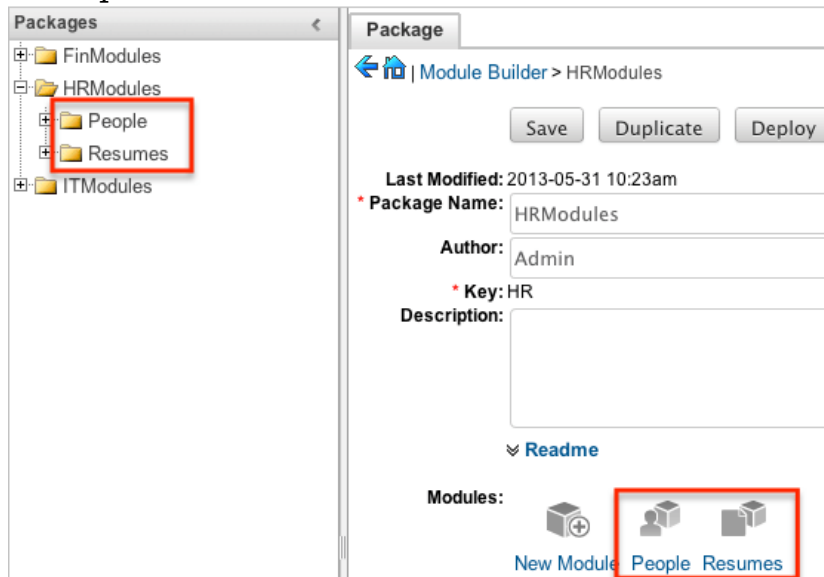 Packages
FinModules
HRModules
People
Resumes
ITModules
Package
| Module Builder > HRModules
Save Duplicate Deploy
Last Modified: 2013-05-31 10:23am
* Package Name: HRModules
Author: Admin
* Key: HR
Description:
Readme
Modules:
New Module People Resumes